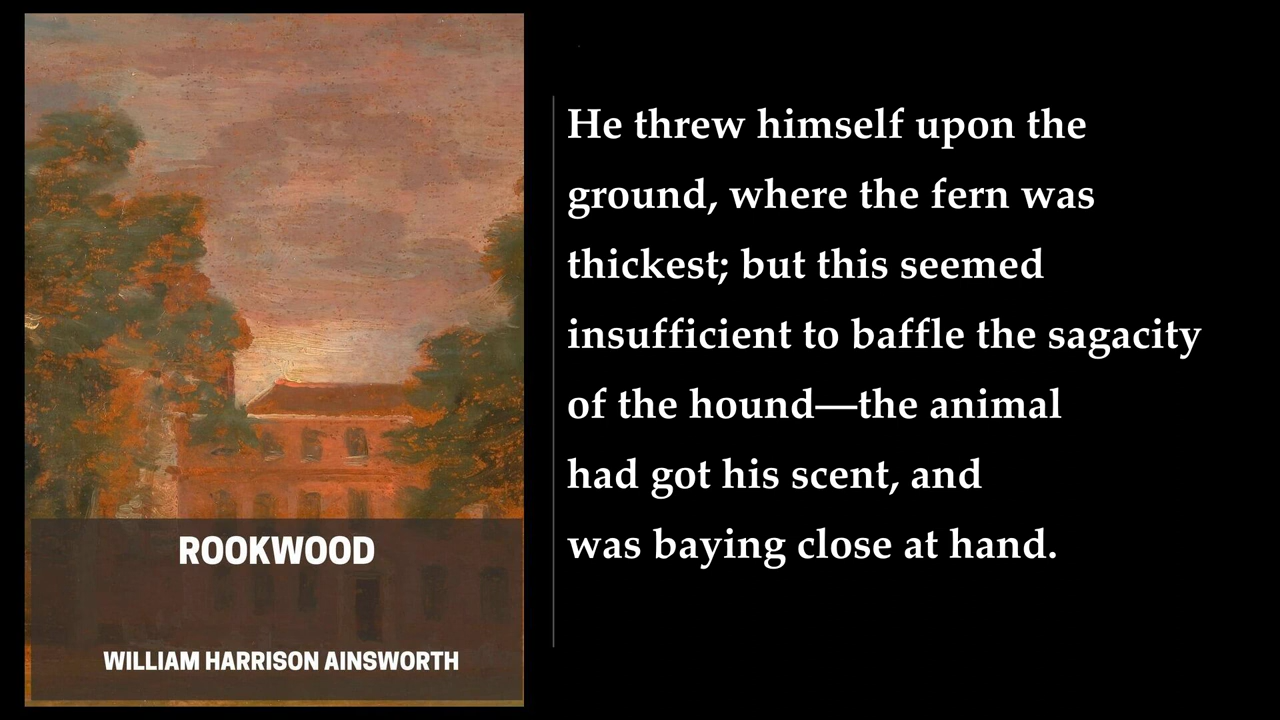 ROOKWOOD
WILLIAM HARRISON AINSWORTH
He threw himself upon the
ground, where the fern was
thickest; but this seemed
insufficient to baffle the sagacity
of the hound—the animal
had got his scent, and
was baying close at hand.